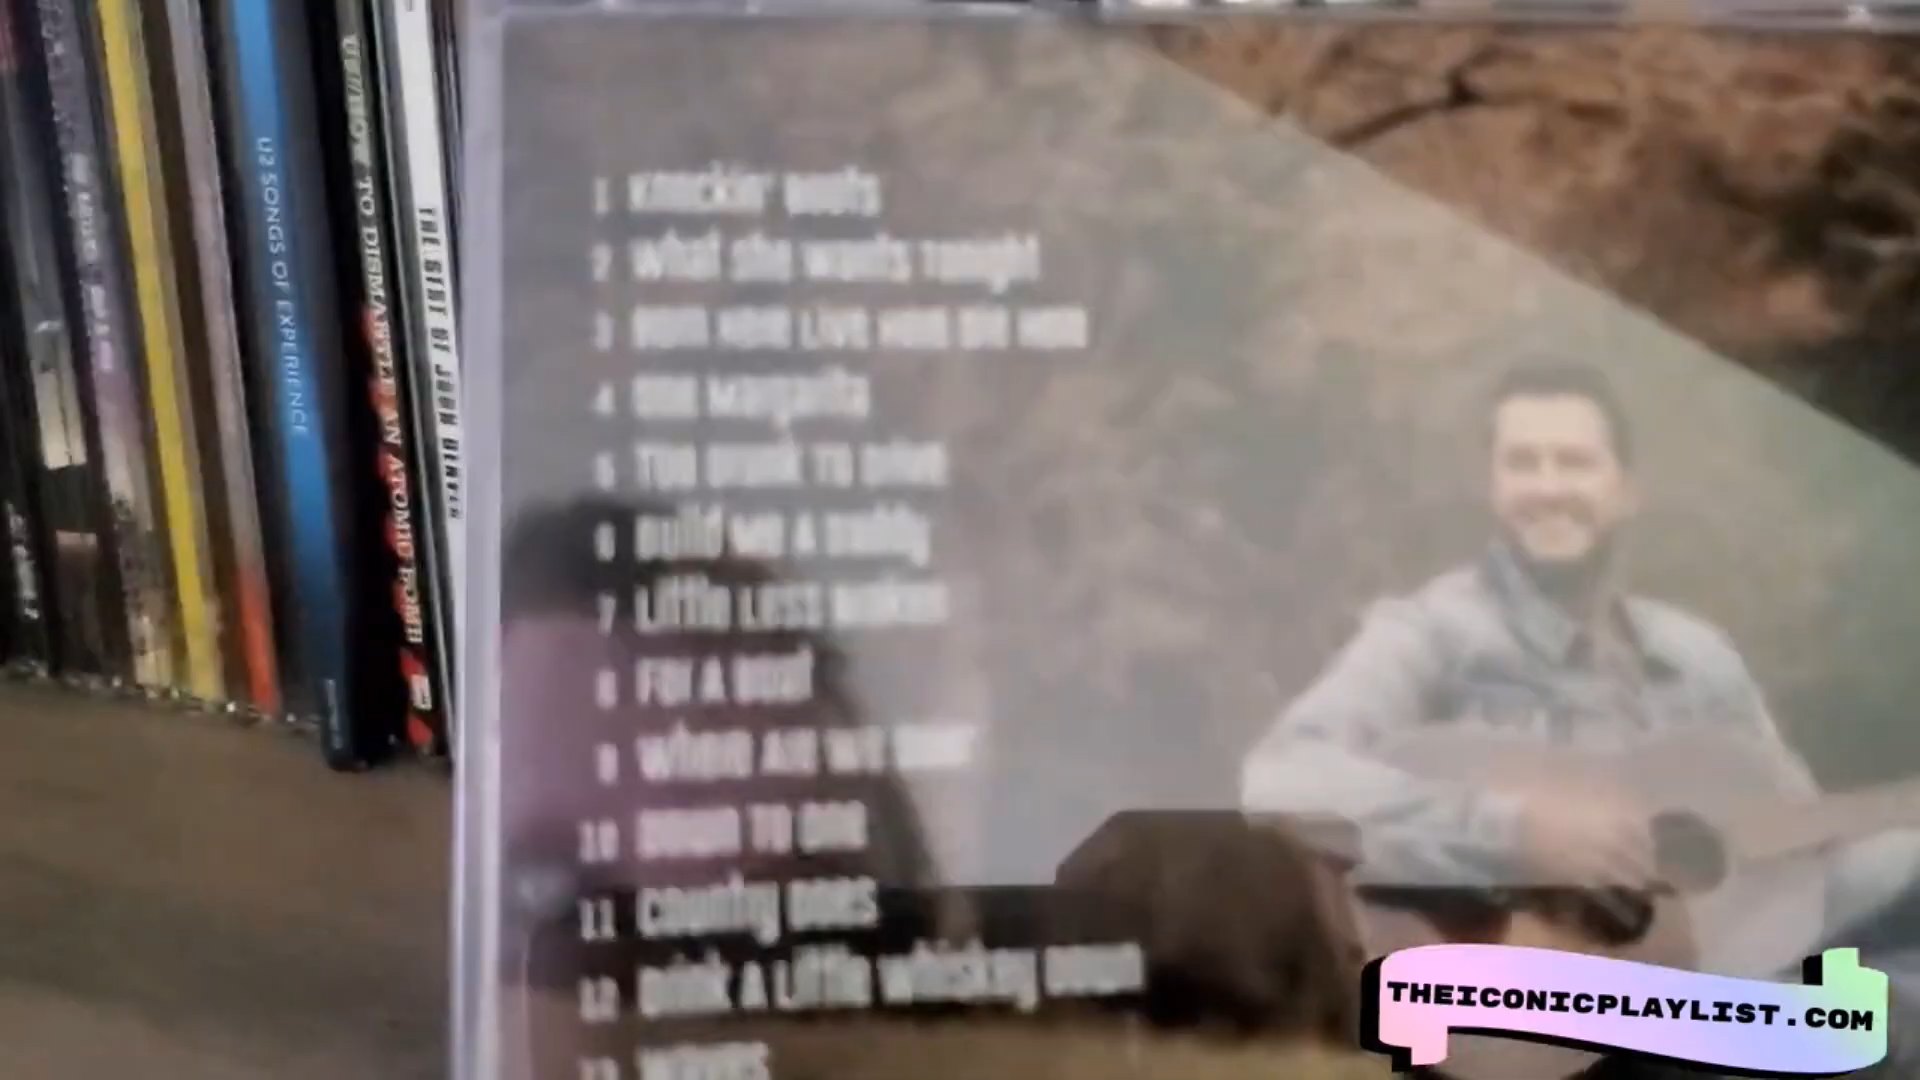 U2 SONGS OF EXPERIENCE
TO DISMANTLE AN ATOMIC BOMB
THE BEST OF
1 Knockin' Boots
2 What She Wants Tonight
3 BORN HERE LIVE HERE DIE HERE
4 ONE Margarita
5 TOO DRUNK TO DRIVE
6 BUILD ME A DADDY
7 LITTLE LESS BROKEN
8 FOR A BOAT
9 WHERE ARE WE GOIN'
10 DOWN TO ONE
11 COUNTRY DOES
12 DRINK A LITTLE WHISKEY DOWN
13
THEICONICPLAYLIST.COM